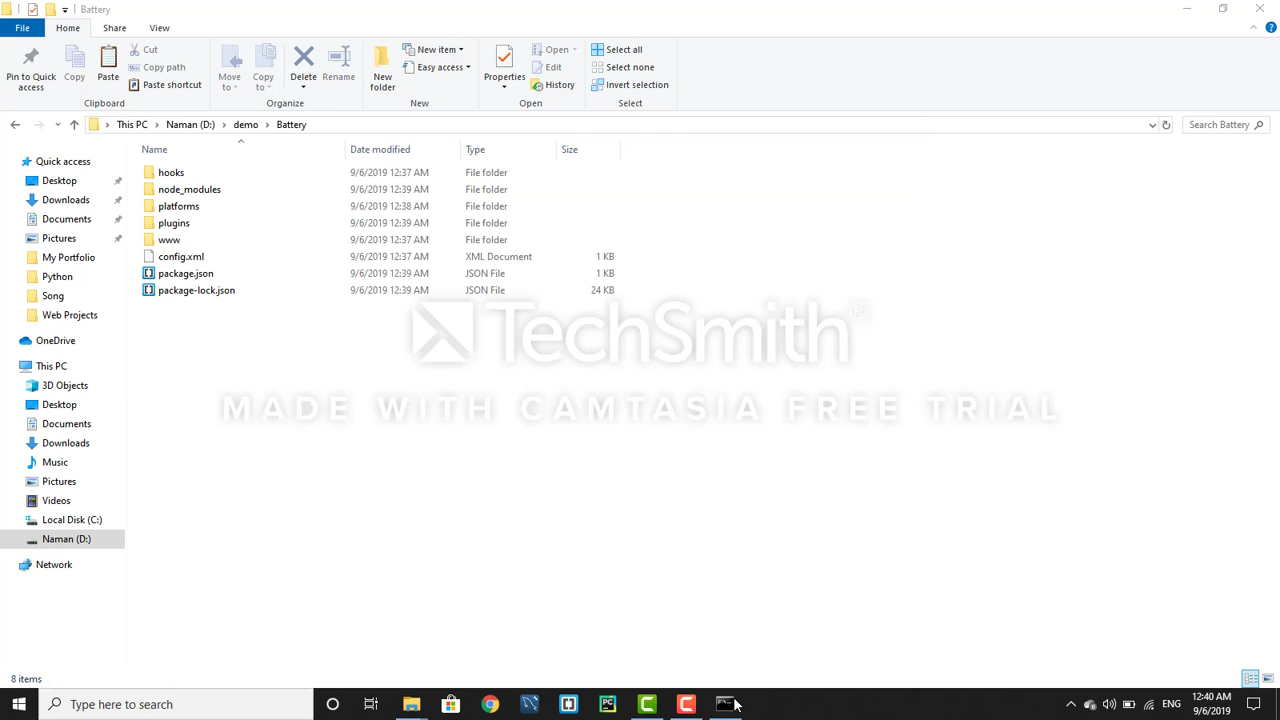 Battery
File Home Share View
Pin to Quick access
Copy
Paste
Cut
Copy path
Paste shortcut
Clipboard
Move to
Copy to
Delete
Rename
Organize
New folder
New item
Easy access
New
Properties
Open
Edit
History
Open
Select all
Select none
Invert selection
Select
This PC > Naman (D:) > demo > Battery
Search Battery
Name Date modified Type Size
hooks 9/6/2019 12:37 AM File folder
node_modules 9/6/2019 12:39 AM File folder
platforms 9/6/2019 12:38 AM File folder
plugins 9/6/2019 12:39 AM File folder
www 9/6/2019 12:37 AM File folder
config.xml 9/6/2019 12:37 AM XML Document 1 KB
package.json 9/6/2019 12:39 AM JSON File 1 KB
package-lock.json 9/6/2019 12:39 AM JSON File 24 KB
Quick access
Desktop
Downloads
Documents
Pictures
My Portfolio
Python
Song
Web Projects
OneDrive
This PC
3D Objects
Desktop
Documents
Downloads
Music
Pictures
Videos
Local Disk (C:)
Naman (D:)
Network
TechSmith®
MADE WITH CAMTASIA FREE TRIAL
8 items
Type here to search
PC
ENG
12:40 AM
9/6/2019